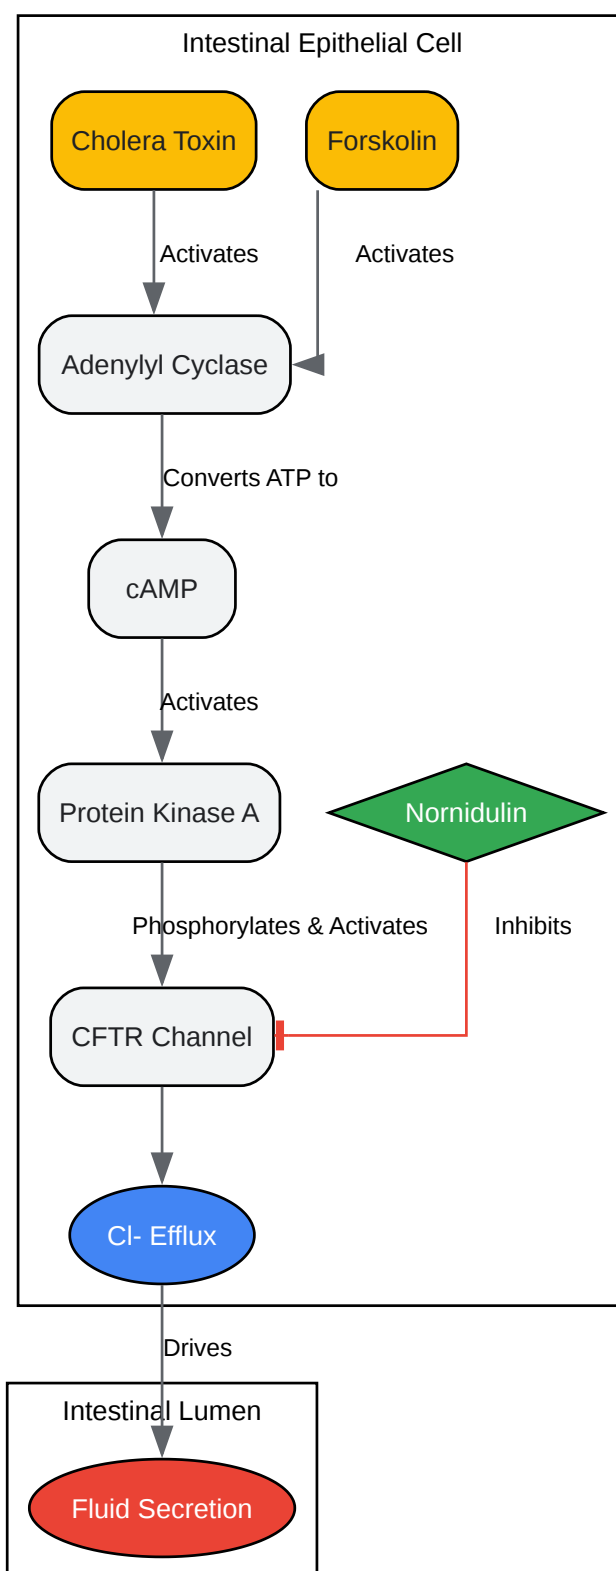 Intestinal Epithelial Cell
Cholera Toxin
Forskolin
Activates
Activates
Adenylyl Cyclase
Converts ATP to
cAMP
Activates
Protein Kinase A
Nornidulin
Phosphorylates & Activates
Inhibits
CFTR Channel
Cl- Efflux
Drives
Intestinal Lumen
Fluid Secretion